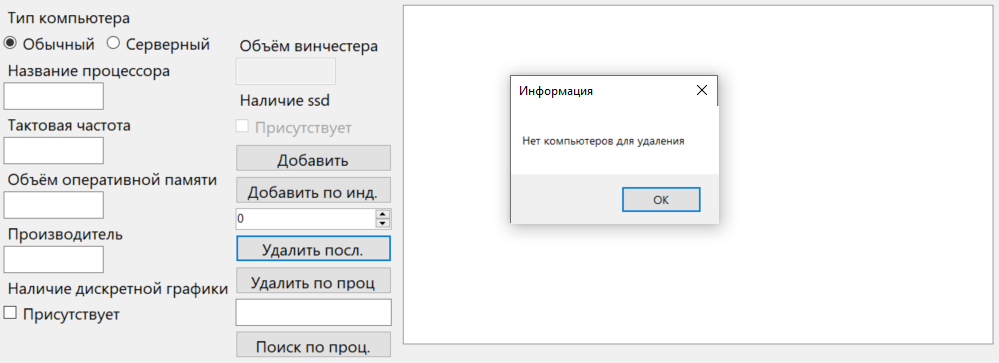 Тип компьютера
Обычный
Серверный
Название процессора
Тактовая частота
Объём оперативной памяти
Производитель
Наличие дискретной графики
Присутствует
Объём винчестера
Наличие ssd
Присутствует
Добавить
Добавить по инд.
0
Удалить посл.
Удалить по проц
Поиск по проц.
Информация
Нет компьютеров для удаления
ОК